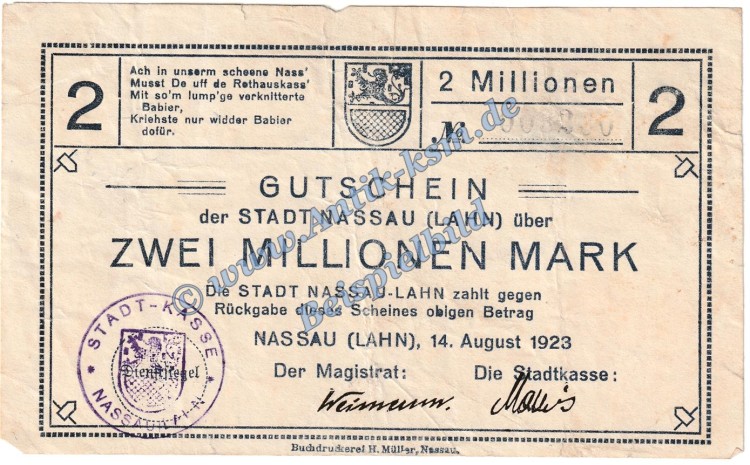 2
Ach in unserm scheene Nass'
Musst De uff de Rothauskass'
Mit so'm lump'ge verknitterte
Babier,
Kriehste nur widder Babier
dofür.
2 Millionen
№
2
GUTSCHEIN
der STADT NASSAU (LAHN) über
ZWEI MILLIONEN MARK
Die STADT NASSAU-LAHN zahlt gegen
Rückgabe dieses Scheines obigen Betrag
NASSAU (LAHN), 14. August 1923
Der Magistrat: Die Stadtkasse:
STADT-KASSE
Dienstsiegel
NASSAU
Buchdruckerei H. Müller, Nassau.
© www.Antik-ksm.de
Beispielbild